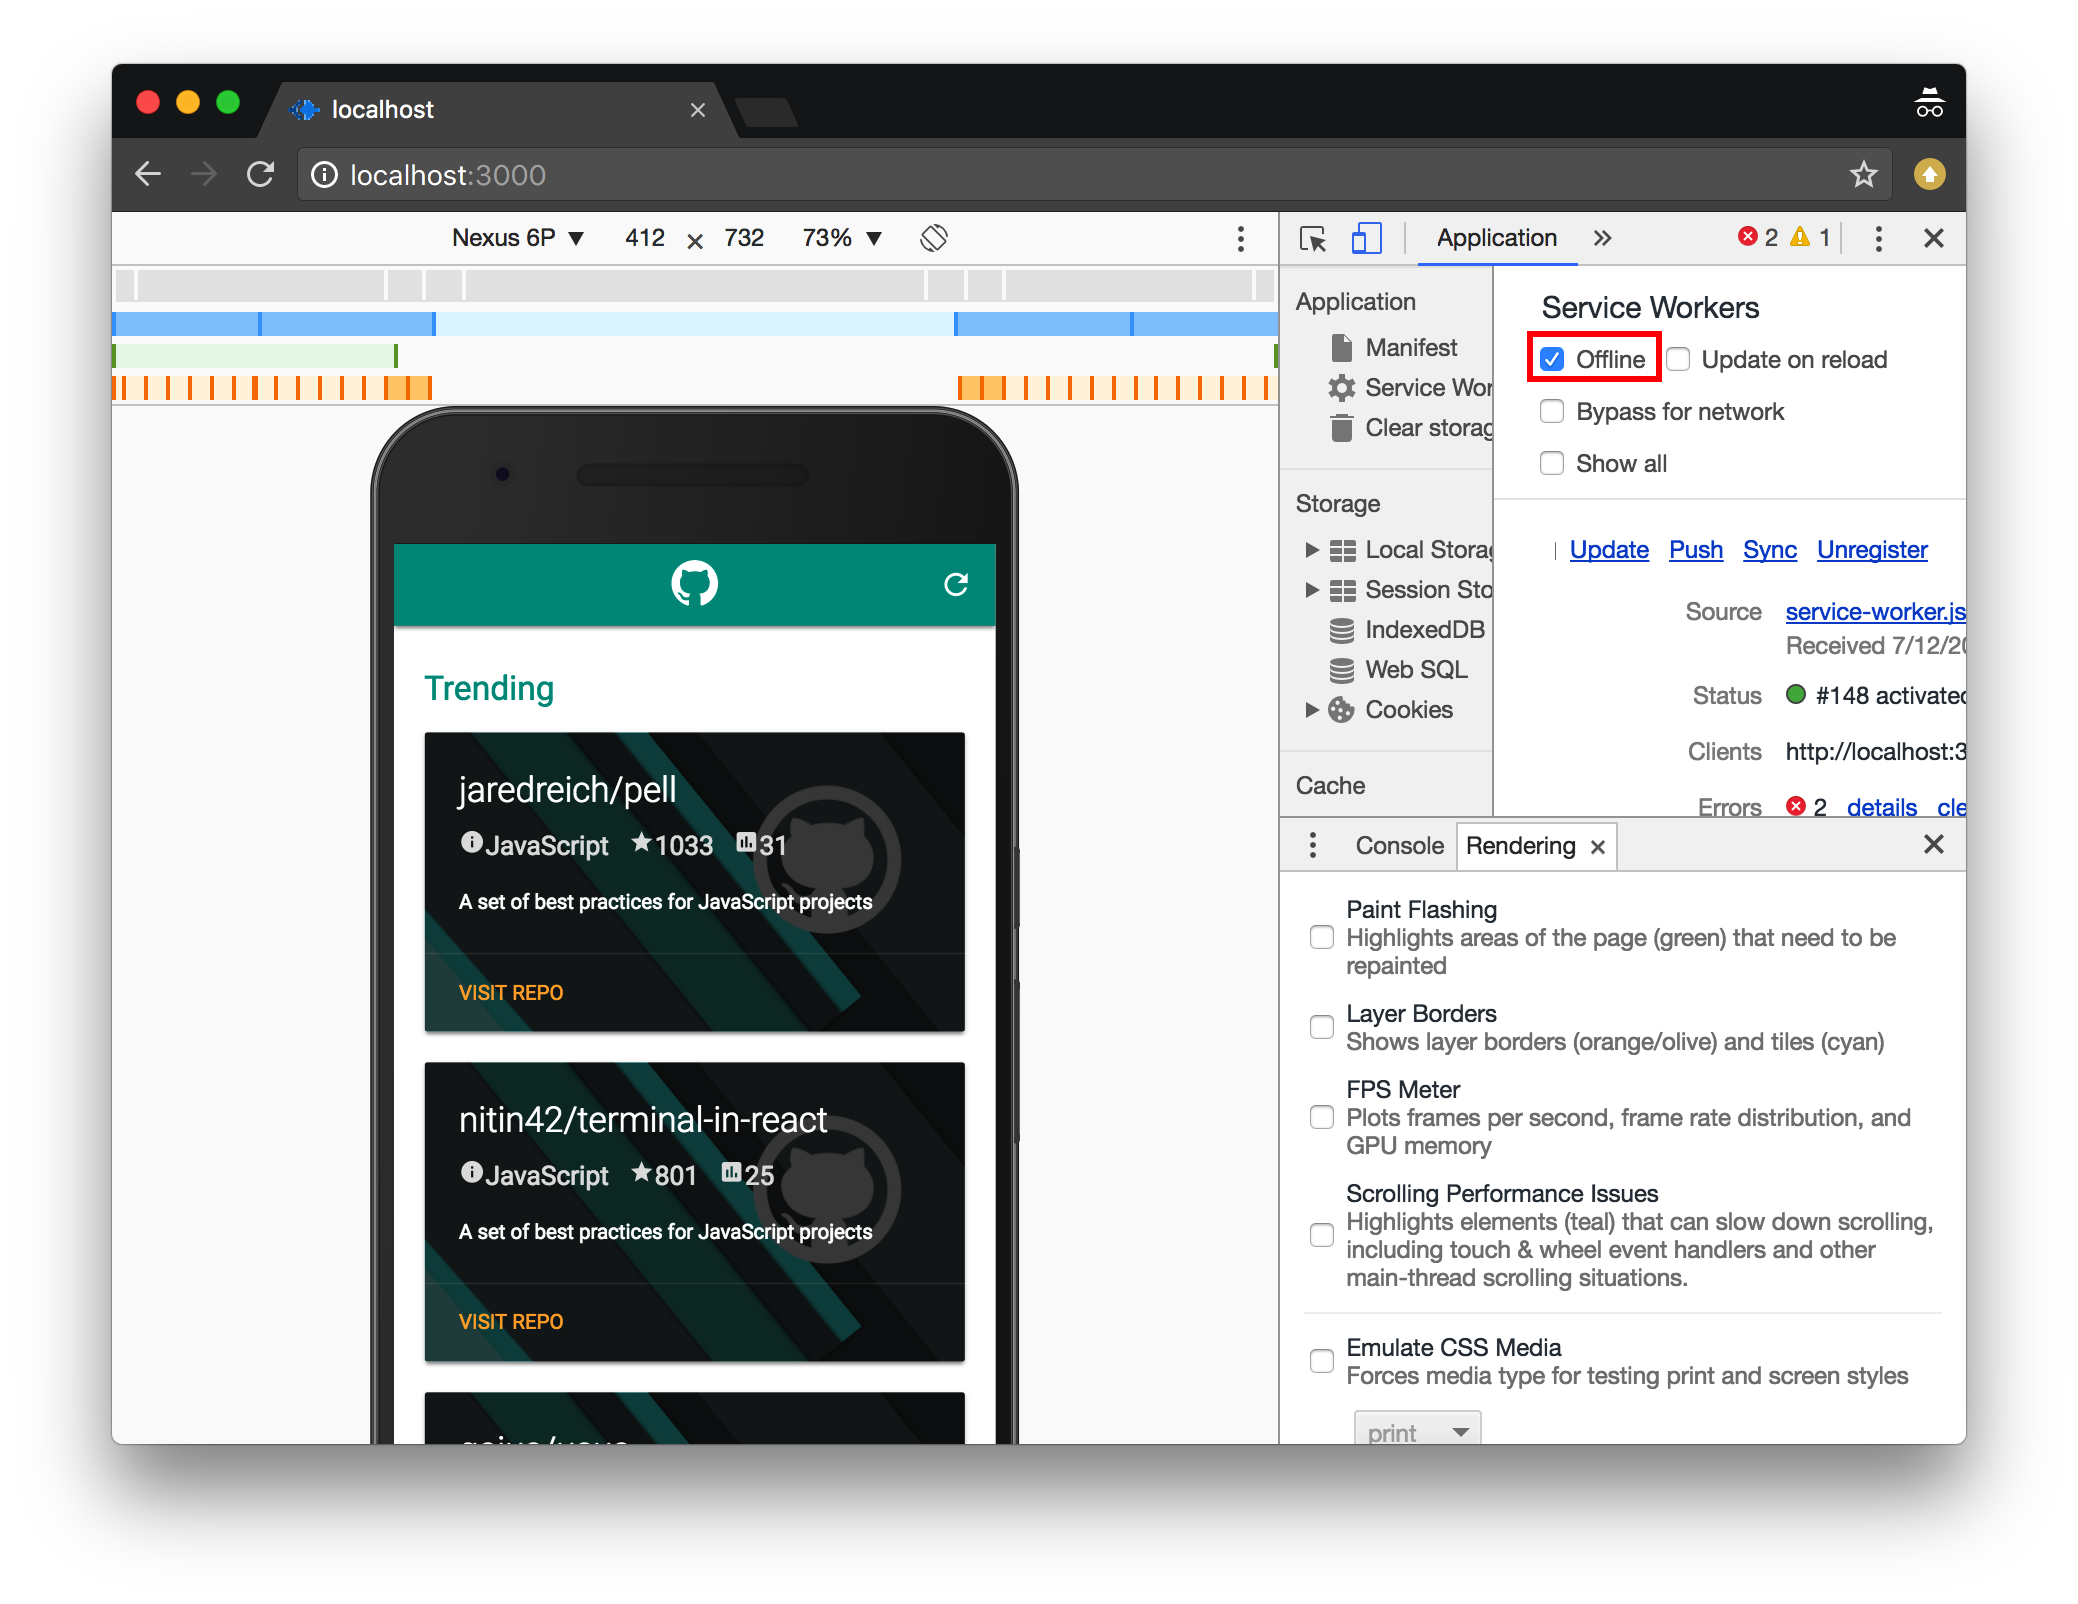 localhost
localhost:3000
Nexus 6P 412 × 732 73%
Application 2 1
Application
Manifest
Service Wor
Clear storag
Storage
Local Storag
Session Sto
IndexedDB
Web SQL
Cookies
Cache
Service Workers
Offline Update on reload
Bypass for network
Show all
Update Push Sync Unregister
Source service-worker.js
Received 7/12/20
Status #148 activated
Clients http://localhost:3
Errors 2 details cle
Console Rendering
Paint Flashing
Highlights areas of the page (green) that need to be
repainted
Layer Borders
Shows layer borders (orange/olive) and tiles (cyan)
FPS Meter
Plots frames per second, frame rate distribution, and
GPU memory
Scrolling Performance Issues
Highlights elements (teal) that can slow down scrolling,
including touch & wheel event handlers and other
main-thread scrolling situations.
Emulate CSS Media
Forces media type for testing print and screen styles
print
Trending
jaredreich/pell
JavaScript 1033 31
A set of best practices for JavaScript projects
VISIT REPO
nitin42/terminal-in-react
JavaScript 801 25
A set of best practices for JavaScript projects
VISIT REPO